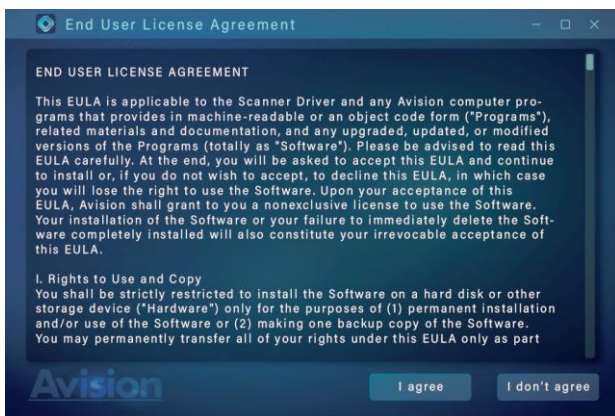 End User License Agreement
END USER LICENSE AGREEMENT
This EULA is applicable to the Scanner Driver and any Avision computer pro-
grams that provides in machine-readable or an object code form ("Programs"),
related materials and documentation, and any upgraded, updated, or modified
versions of the Programs (totally as "Software"). Please be advised to read this
EULA carefully. At the end, you will be asked to accept this EULA and continue
to install or, if you do not wish to accept, to decline this EULA, in which case
you will lose the right to use the Software. Upon your acceptance of this
EULA, Avision shall grant to you a nonexclusive license to use the Software.
Your installation of the Software or your failure to immediately delete the Soft-
ware completely installed will also constitute your irrevocable acceptance of
this EULA.
I. Rights to Use and Copy
You shall be strictly restricted to install the Software on a hard disk or other
storage device ("Hardware") only for the purposes of (1) permanent installation
and/or use of the Software or (2) making one backup copy of the Software.
You may permanently transfer all of your rights under this EULA only as part
Avision
I agree
I don't agree